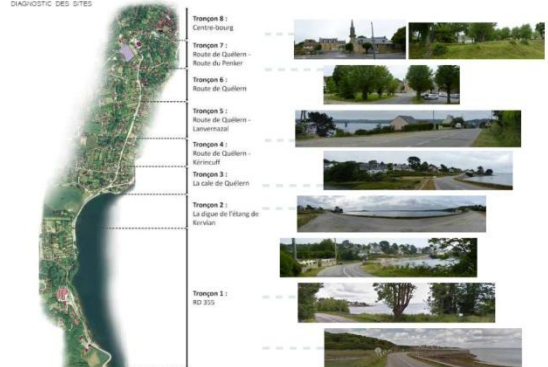 DIAGNOSTIC DES SITES
Tronçon 8 :
Centre-bourg
Tronçon 7 :
Route de Quélern -
Route du Penker
Tronçon 6 :
Route de Quélern
Tronçon 5 :
Route de Quélern -
Lanvernazal
Tronçon 4 :
Route de Quélern -
Kérincuff
Tronçon 3 :
La cale de Quélern
Tronçon 2 :
La digue de l'étang de
Kervian
Tronçon 1 :
RD 355